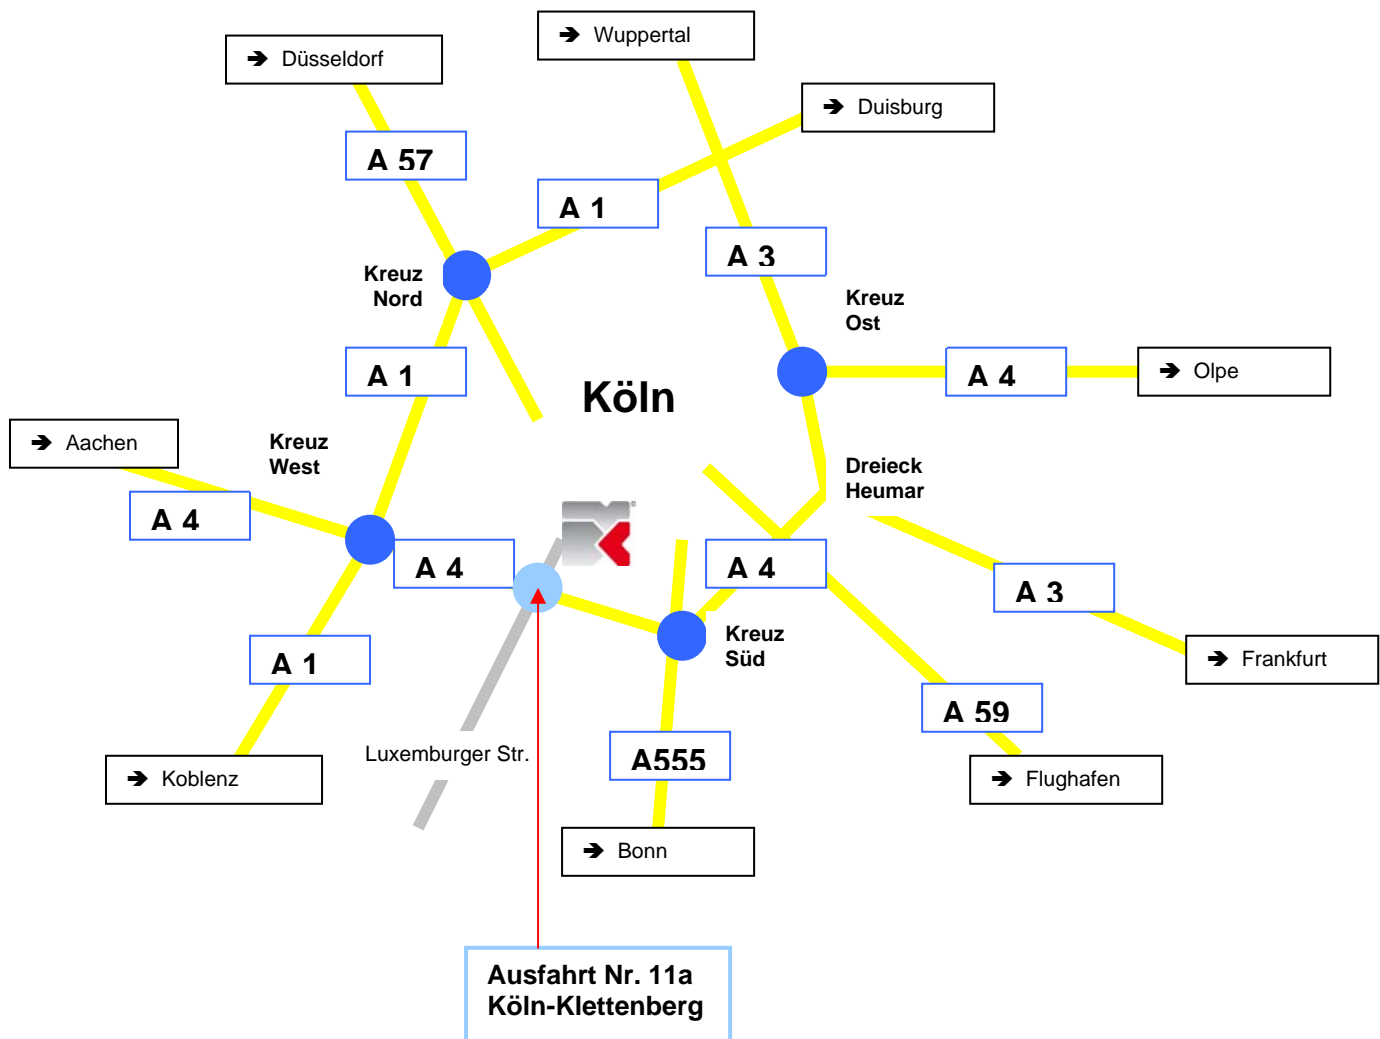 ➔ Wuppertal
➔ Düsseldorf
➔ Duisburg
A 57
A 1
A 3
Kreuz
Nord
Kreuz
Ost
A 1
A 4
➔ Olpe
Köln
➔ Aachen
Kreuz
West
Dreieck
Heumar
A 4
A 4
A 4
A 3
Kreuz
Süd
A 1
➔ Frankfurt
A 59
Luxemburger Str.
A555
➔ Koblenz
➔ Flughafen
➔ Bonn
Ausfahrt Nr. 11a
Köln-Klettenberg